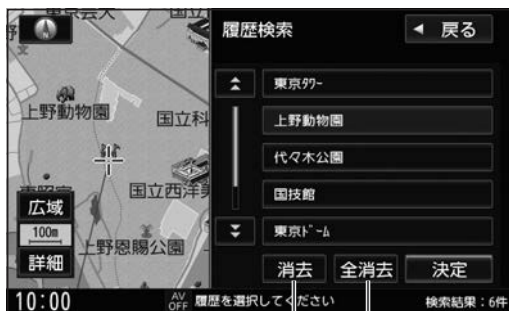 履歴検索
◀ 戻る
東京タワー
上野動物園
代々木公園
国技館
東京ドーム
消去
全消去
決定
上野動物園
国立科
国立西洋美
上野恩賜公園
広域
100m
詳細
10:00
AV OFF
履歴を選択してください
検索結果:6件